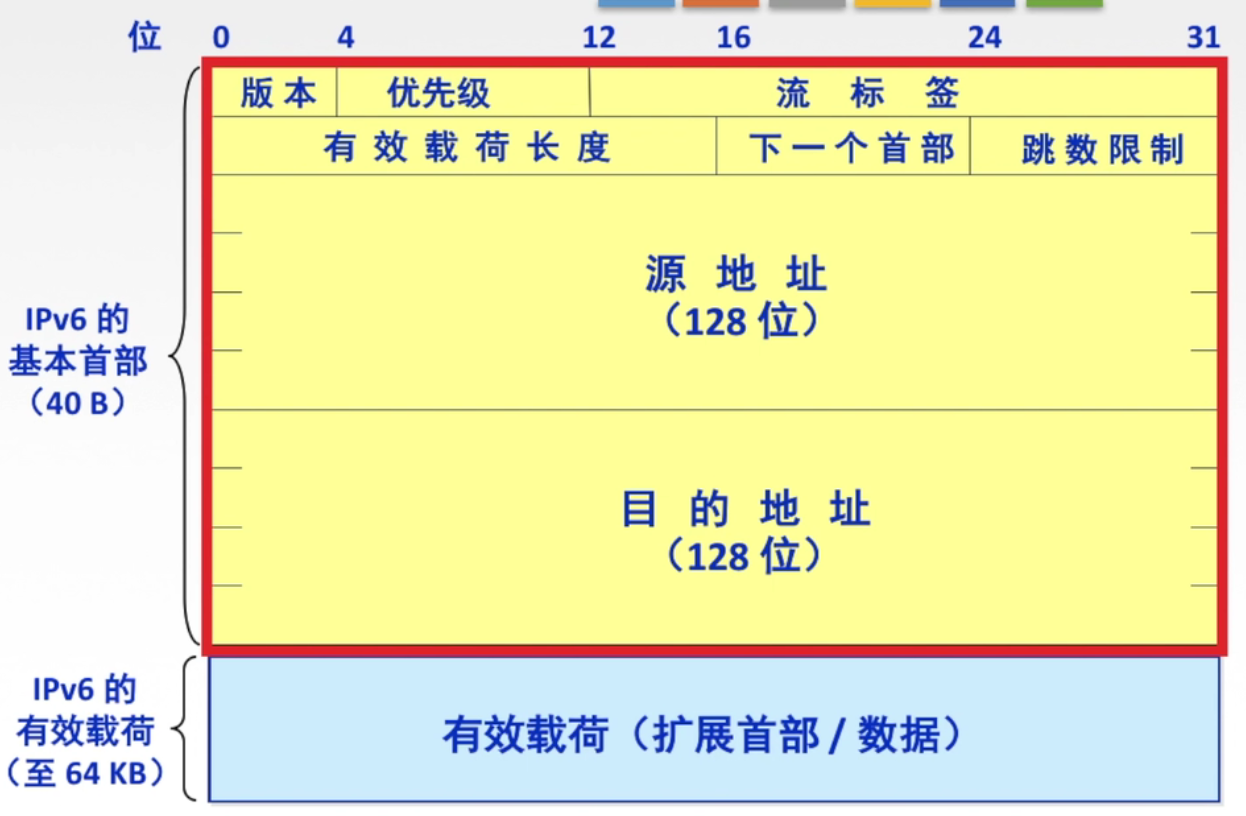 位 0 4 12 16 24 31
版本 优先级 流标签
有效载荷长度 下一个首部 跳数限制
源地址
（128 位）
IPv6 的
基本首部
（40 B）
目的地址
（128 位）
IPv6 的
有效载荷
（至 64 KB）
有效载荷（扩展首部 / 数据）